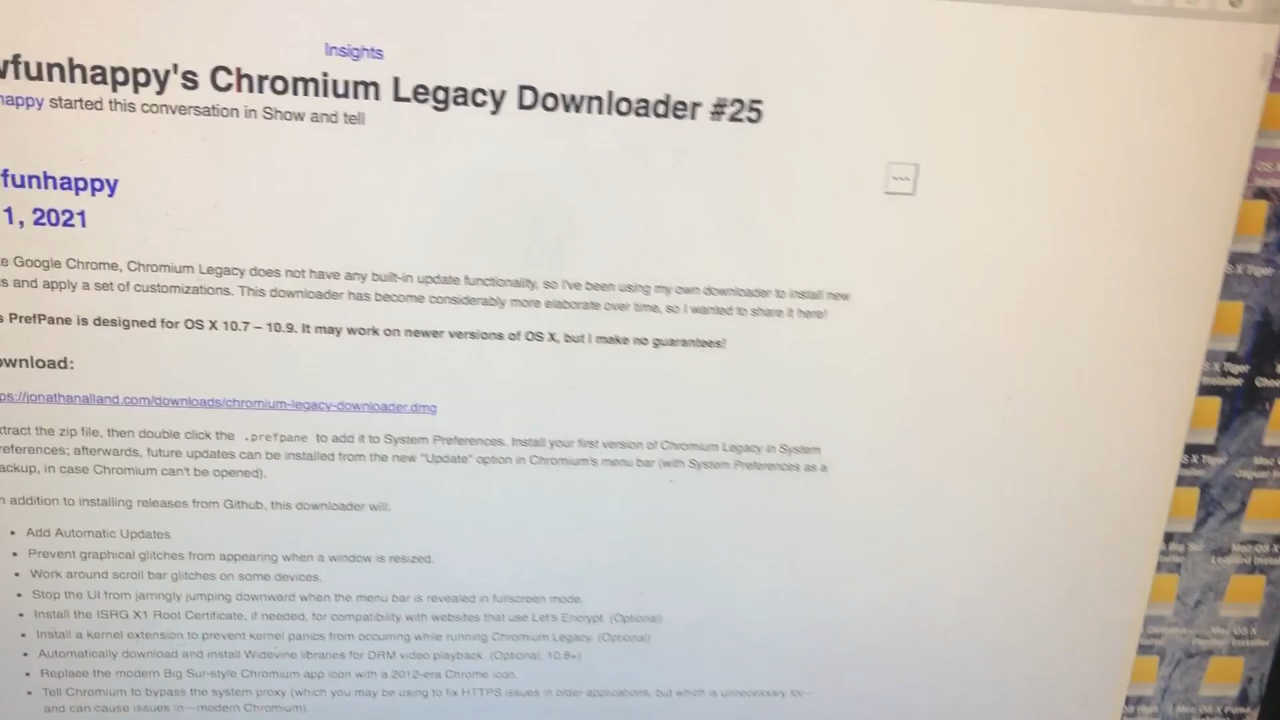 Insights
wfunhappy's Chromium Legacy Downloader #25
happy started this conversation in Show and tell
funhappy
1, 2021
e Google Chrome, Chromium Legacy does not have any built-in update functionality, so I've been using my own downloader to install new
s and apply a set of customizations. This downloader has become considerably more elaborate over time, so I wanted to share it here!
s PrefPane is designed for OS X 10.7 – 10.9. It may work on newer versions of OS X, but I make no guarantees!
ownload:
ps://jonathanalland.com/downloads/chromium-legacy-downloader.dmg
tract the zip file, then double click the .prefpane to add it to System Preferences. Install your first version of Chromium Legacy in System
references; afterwards, future updates can be installed from the new "Update" option in Chromium's menu bar (with System Preferences as a
ackup, in case Chromium can't be opened).
n addition to installing releases from Github, this downloader will:
• Add Automatic Updates
• Prevent graphical glitches from appearing when a window is resized.
• Work around scroll bar glitches on some devices.
• Stop the UI from jarringly jumping downward when the menu bar is revealed in fullscreen mode.
• Install the ISRG X1 Root Certificate, if needed, for compatibility with websites that use Let's Encrypt. (Optional)
• Install a kernel extension to prevent kernel panics from occurring while running Chromium Legacy. (Optional)
• Automatically download and install Widevine libraries for DRM video playback. (Optional, 10.8+)
• Replace the modern Big Sur-style Chromium app icon with a 2012-era Chrome icon.
• Tell Chromium to bypass the system proxy (which you may be using to fix HTTPS issues in older applications, but which is unnecessary for—
and can cause issues in—modern Chromium).
S X Tiger
S X Tiger
S X Tiger
Big Sur
Mac OS X
Mac OS X
Mac OS X Puma